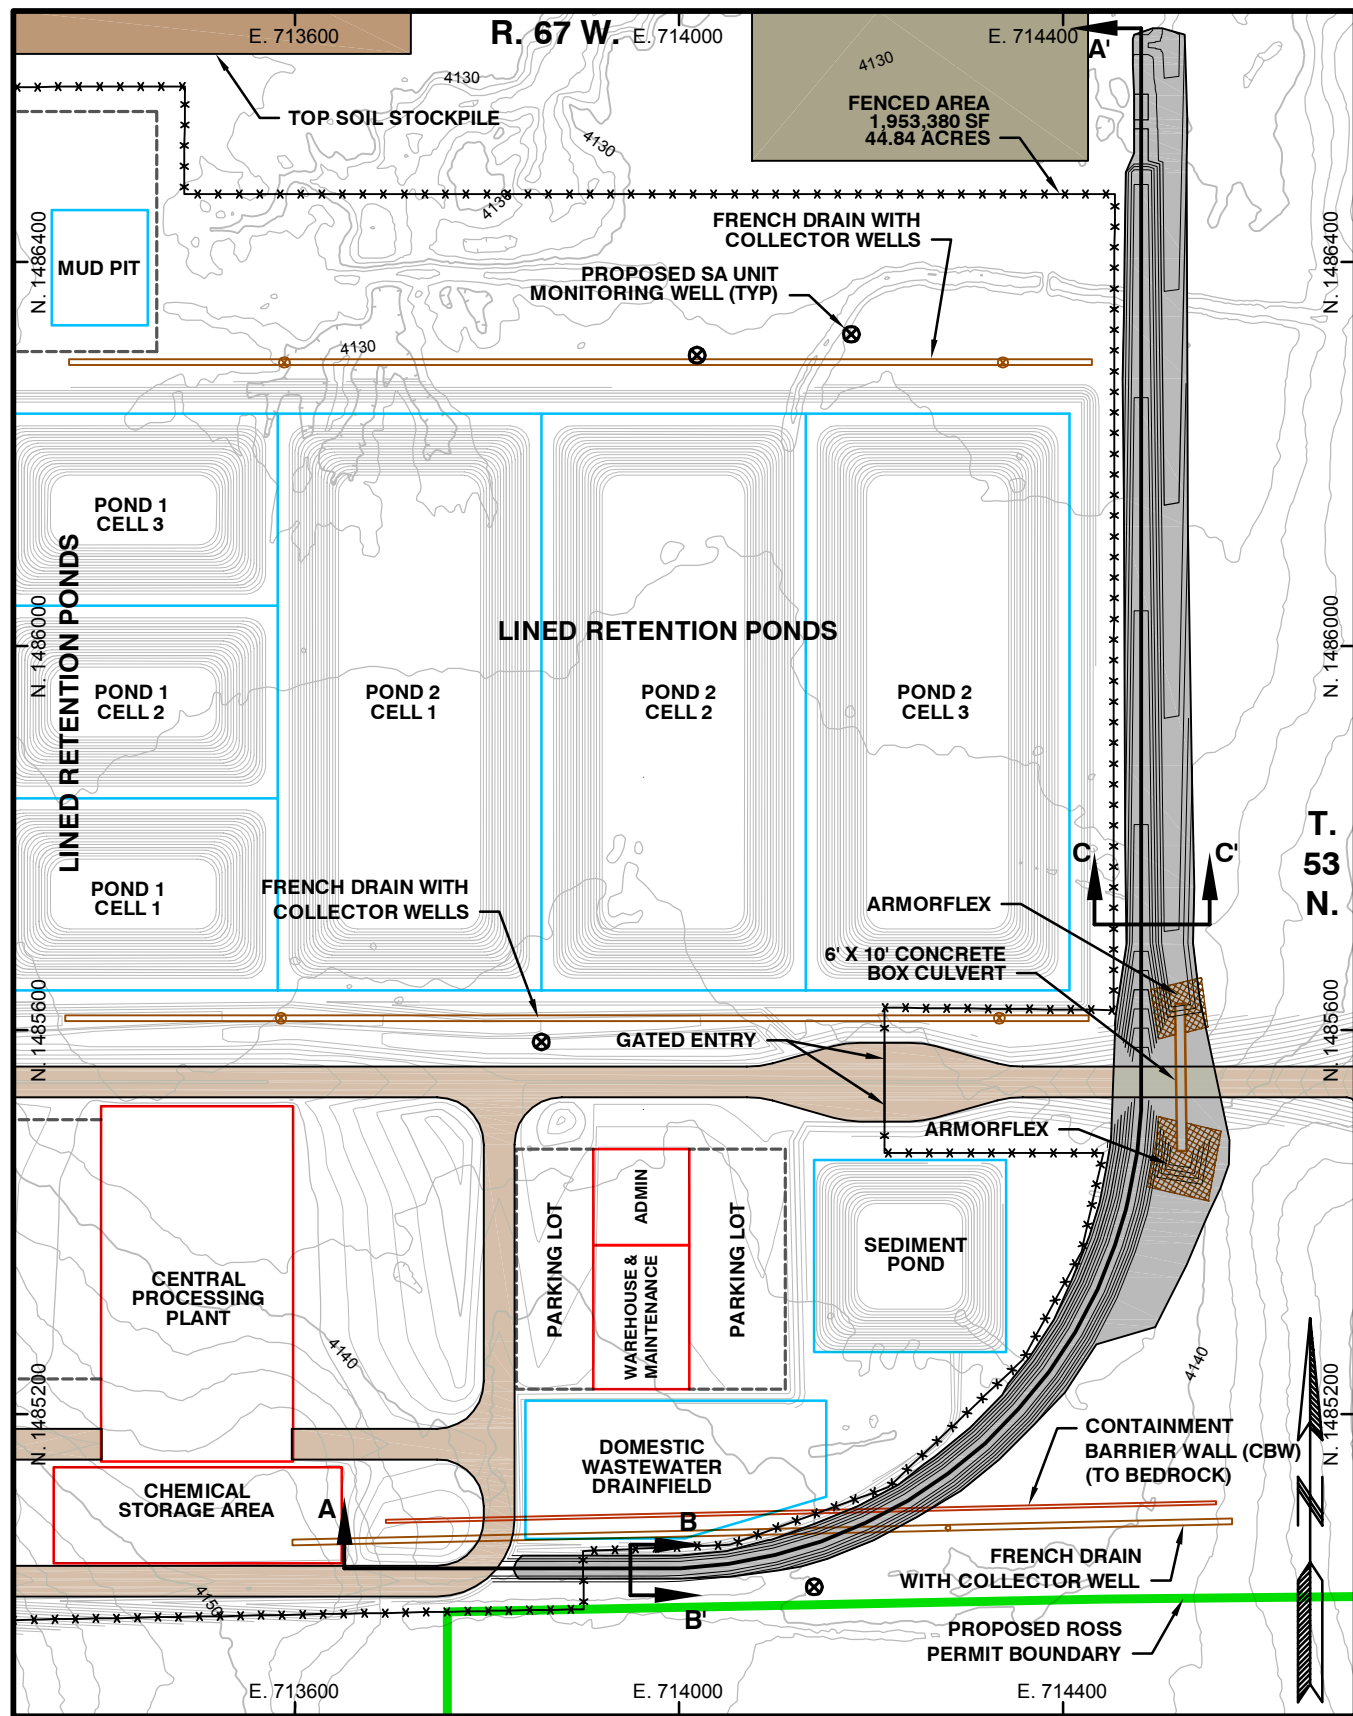 E. 713600
R. 67 W.
E. 714000
E. 714400
A'
4130
4130
TOP SOIL STOCKPILE
FENCED AREA
1,953,380 SF
44.84 ACRES
4130
4130
N. 1486400
MUD PIT
FRENCH DRAIN WITH
COLLECTOR WELLS
PROPOSED SA UNIT
MONITORING WELL (TYP)
N. 1486400
4130
POND 1
CELL 3
LINED RETENTION PONDS
N. 1486000
LINED RETENTION PONDS
N. 1486000
POND 1
CELL 2
POND 2
CELL 1
POND 2
CELL 2
POND 2
CELL 3
T.
53
N.
C
C'
POND 1
CELL 1
FRENCH DRAIN WITH
COLLECTOR WELLS
ARMORFLEX
6' X 10' CONCRETE
BOX CULVERT
N. 1485600
GATED ENTRY
N. 1485600
ARMORFLEX
PARKING LOT
ADMIN
WAREHOUSE &
MAINTENANCE
PARKING LOT
SEDIMENT
POND
CENTRAL
PROCESSING
PLANT
4140
4140
N. 1485200
N. 1485200
CONTAINMENT
BARRIER WALL (CBW)
(TO BEDROCK)
DOMESTIC
WASTEWATER
DRAINFIELD
CHEMICAL
STORAGE AREA
A
B
FRENCH DRAIN
WITH COLLECTOR WELL
4150
B'
PROPOSED ROSS
PERMIT BOUNDARY
E. 713600
E. 714000
E. 714400